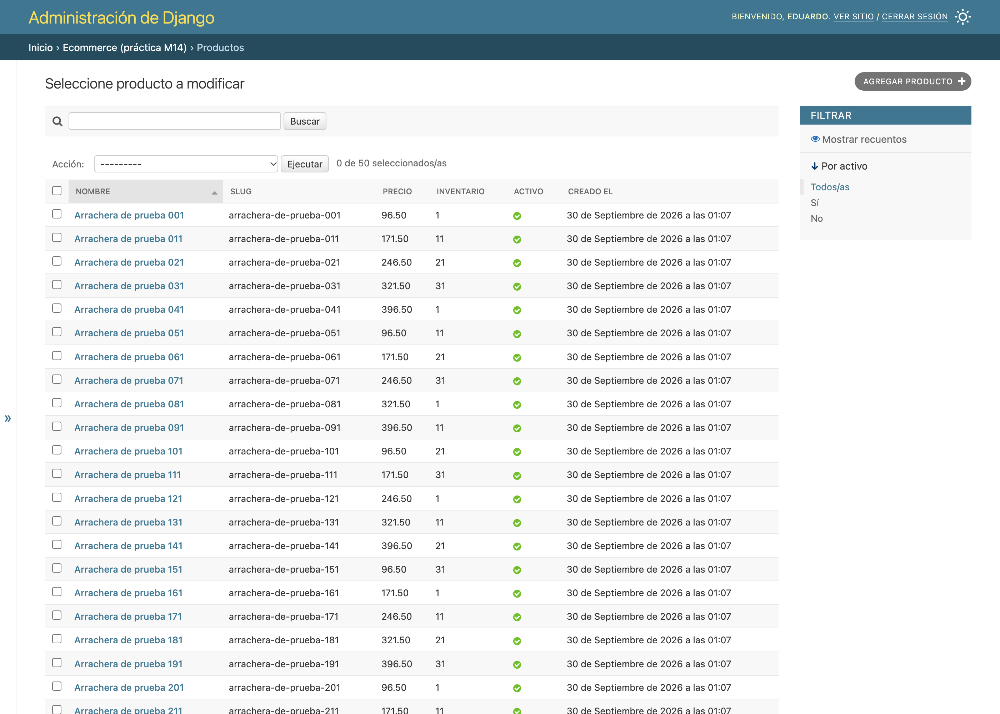 Administración de Django
BIENVENIDO, EDUARDO. VER SITIO / CERRAR SESIÓN
Inicio › Ecommerce (práctica M14) › Productos
Seleccione producto a modificar
AGREGAR PRODUCTO
Buscar
Acción: --------- Ejecutar 0 de 50 seleccionados/as
NOMBRE SLUG PRECIO INVENTARIO ACTIVO CREADO EL
Arrachera de prueba 001 arrachera-de-prueba-001 96.50 1 30 de Septiembre de 2026 a las 01:07
Arrachera de prueba 011 arrachera-de-prueba-011 171.50 11 30 de Septiembre de 2026 a las 01:07
Arrachera de prueba 021 arrachera-de-prueba-021 246.50 21 30 de Septiembre de 2026 a las 01:07
Arrachera de prueba 031 arrachera-de-prueba-031 321.50 31 30 de Septiembre de 2026 a las 01:07
Arrachera de prueba 041 arrachera-de-prueba-041 396.50 1 30 de Septiembre de 2026 a las 01:07
Arrachera de prueba 051 arrachera-de-prueba-051 96.50 11 30 de Septiembre de 2026 a las 01:07
Arrachera de prueba 061 arrachera-de-prueba-061 171.50 21 30 de Septiembre de 2026 a las 01:07
Arrachera de prueba 071 arrachera-de-prueba-071 246.50 31 30 de Septiembre de 2026 a las 01:07
Arrachera de prueba 081 arrachera-de-prueba-081 321.50 1 30 de Septiembre de 2026 a las 01:07
Arrachera de prueba 091 arrachera-de-prueba-091 396.50 11 30 de Septiembre de 2026 a las 01:07
Arrachera de prueba 101 arrachera-de-prueba-101 96.50 21 30 de Septiembre de 2026 a las 01:07
Arrachera de prueba 111 arrachera-de-prueba-111 171.50 31 30 de Septiembre de 2026 a las 01:07
Arrachera de prueba 121 arrachera-de-prueba-121 246.50 1 30 de Septiembre de 2026 a las 01:07
Arrachera de prueba 131 arrachera-de-prueba-131 321.50 11 30 de Septiembre de 2026 a las 01:07
Arrachera de prueba 141 arrachera-de-prueba-141 396.50 21 30 de Septiembre de 2026 a las 01:07
Arrachera de prueba 151 arrachera-de-prueba-151 96.50 31 30 de Septiembre de 2026 a las 01:07
Arrachera de prueba 161 arrachera-de-prueba-161 171.50 1 30 de Septiembre de 2026 a las 01:07
Arrachera de prueba 171 arrachera-de-prueba-171 246.50 11 30 de Septiembre de 2026 a las 01:07
Arrachera de prueba 181 arrachera-de-prueba-181 321.50 21 30 de Septiembre de 2026 a las 01:07
Arrachera de prueba 191 arrachera-de-prueba-191 396.50 31 30 de Septiembre de 2026 a las 01:07
Arrachera de prueba 201 arrachera-de-prueba-201 96.50 1 30 de Septiembre de 2026 a las 01:07
Arrachera de prueba 211 arrachera-de-prueba-211 171.50 11 30 de Septiembre de 2026 a las 01:07
FILTRAR
Mostrar recuentos
Por activo
Todos/as
Sí
No
»